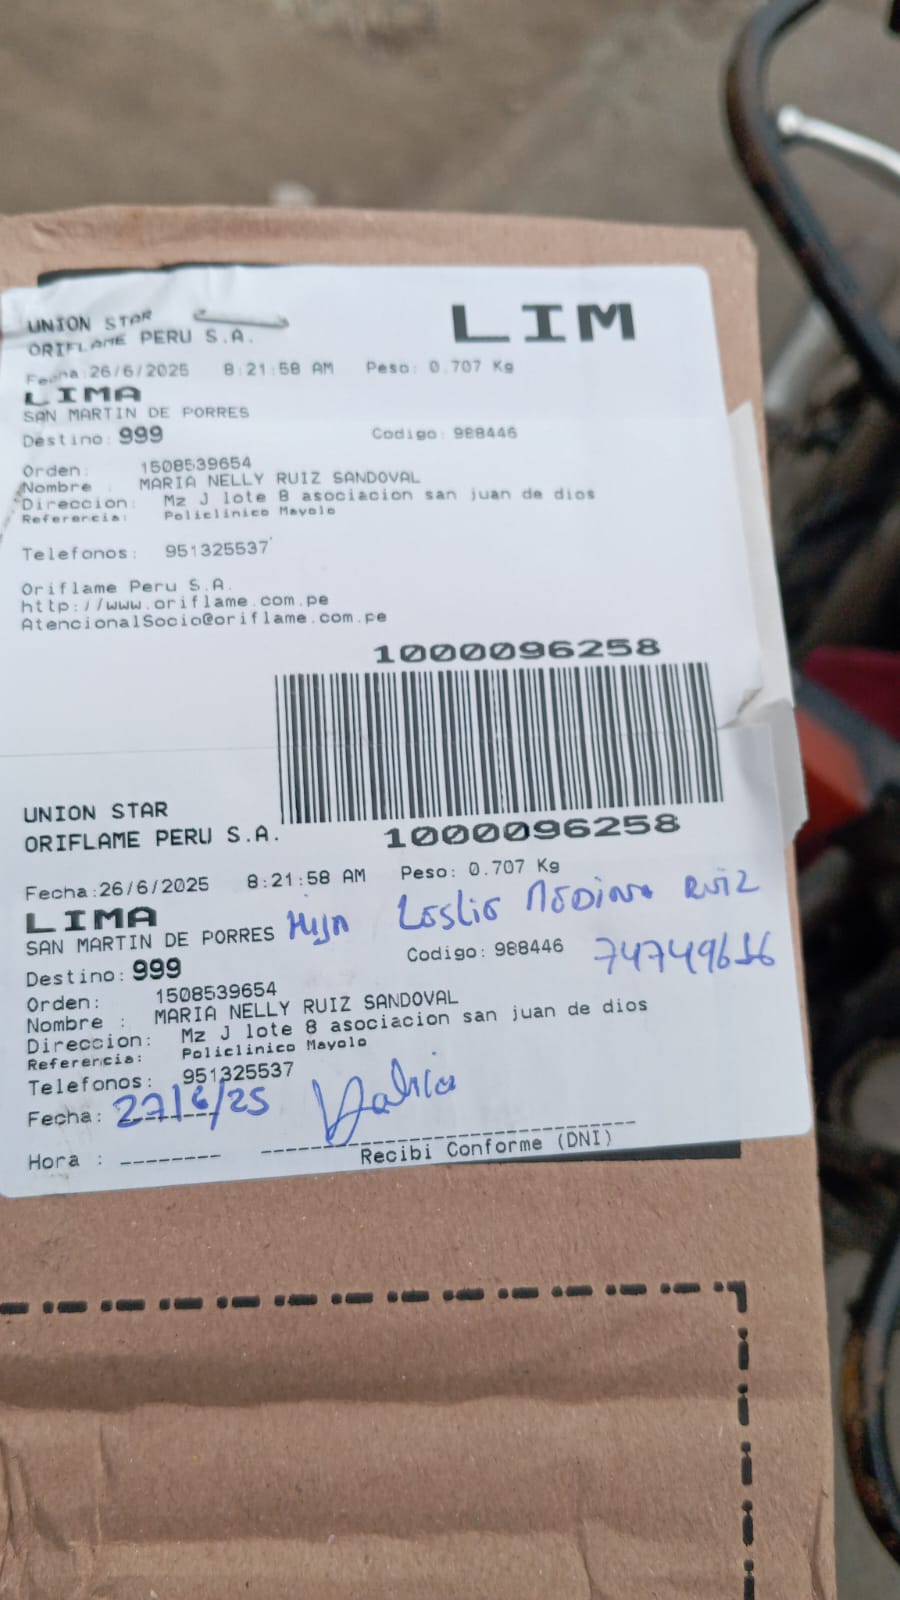 UNION STAR
ORIFLAME PERU S.A.
LIM
Fecha:26/6/2025 8:21:58 AM Peso: 0.707 Kg
LIMA
SAN MARTIN DE PORRES
Destino: 999 Codigo: 988446
Orden: 1508539654
Nombre : MARIA NELLY RUIZ SANDOVAL
Direccion: Mz J lote 8 asociacion san juan de dios
Referencia: Policlinico Mayolo
Telefonos: 951325537
Oriflame Peru S.A.
http://www.oriflame.com.pe
AtencionalSocio@oriflame.com.pe
1000096258
1000096258
UNION STAR
ORIFLAME PERU S.A.
Fecha:26/6/2025 8:21:58 AM Peso: 0.707 Kg
LIMA
SAN MARTIN DE PORRES Hija RUIZ
Destino: 999 Codigo: 988446
Orden: 1508539654
Nombre : MARIA NELLY RUIZ SANDOVAL
Direccion: Mz J lote 8 asociacion san juan de dios
Referencia: Policlinico Mayolo
Telefonos: 951325537
Fecha: 27/6/25
Hora : Recibi Conforme (DNI)